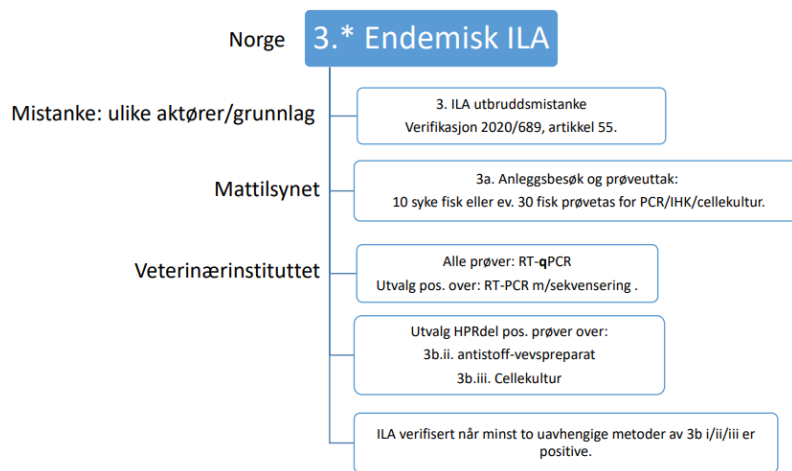 Norge
3.* Endemisk ILA
Mistanke: ulike aktører/grunnlag
3. ILA utbruddsmistanke
Verifikasjon 2020/689, artikkel 55.
Mattilsynet
3a. Anleggsbesøk og prøveuttak:
10 syke fisk eller ev. 30 fisk prøvetas for PCR/IHK/cellekultur.
Veterinærinstituttet
Alle prøver: RT-qPCR
Utvalg pos. over: RT-PCR m/sekvensering .
Utvalg HPRdel pos. prøver over:
3b.ii. antistoff-vevspreparat
3b.iii. Cellekultur
ILA verifisert når minst to uavhengige metoder av 3b i/ii/iii er
positive.